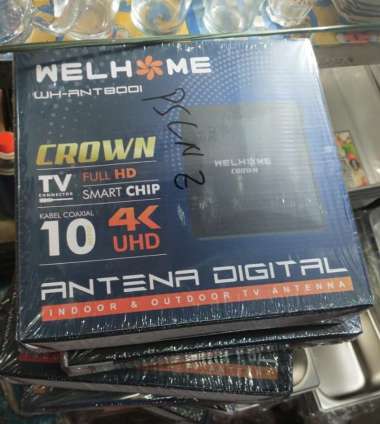 WELHOME
WH-ANT8001
CROWN
TV
CONNECTOR
FULL HD
SMART CHIP
KABEL COAXIAL
10
4K
UHD
WELHOME
CROWN
ANTENA DIGITAL
INDOOR & OUTDOOR TV ANTENNA